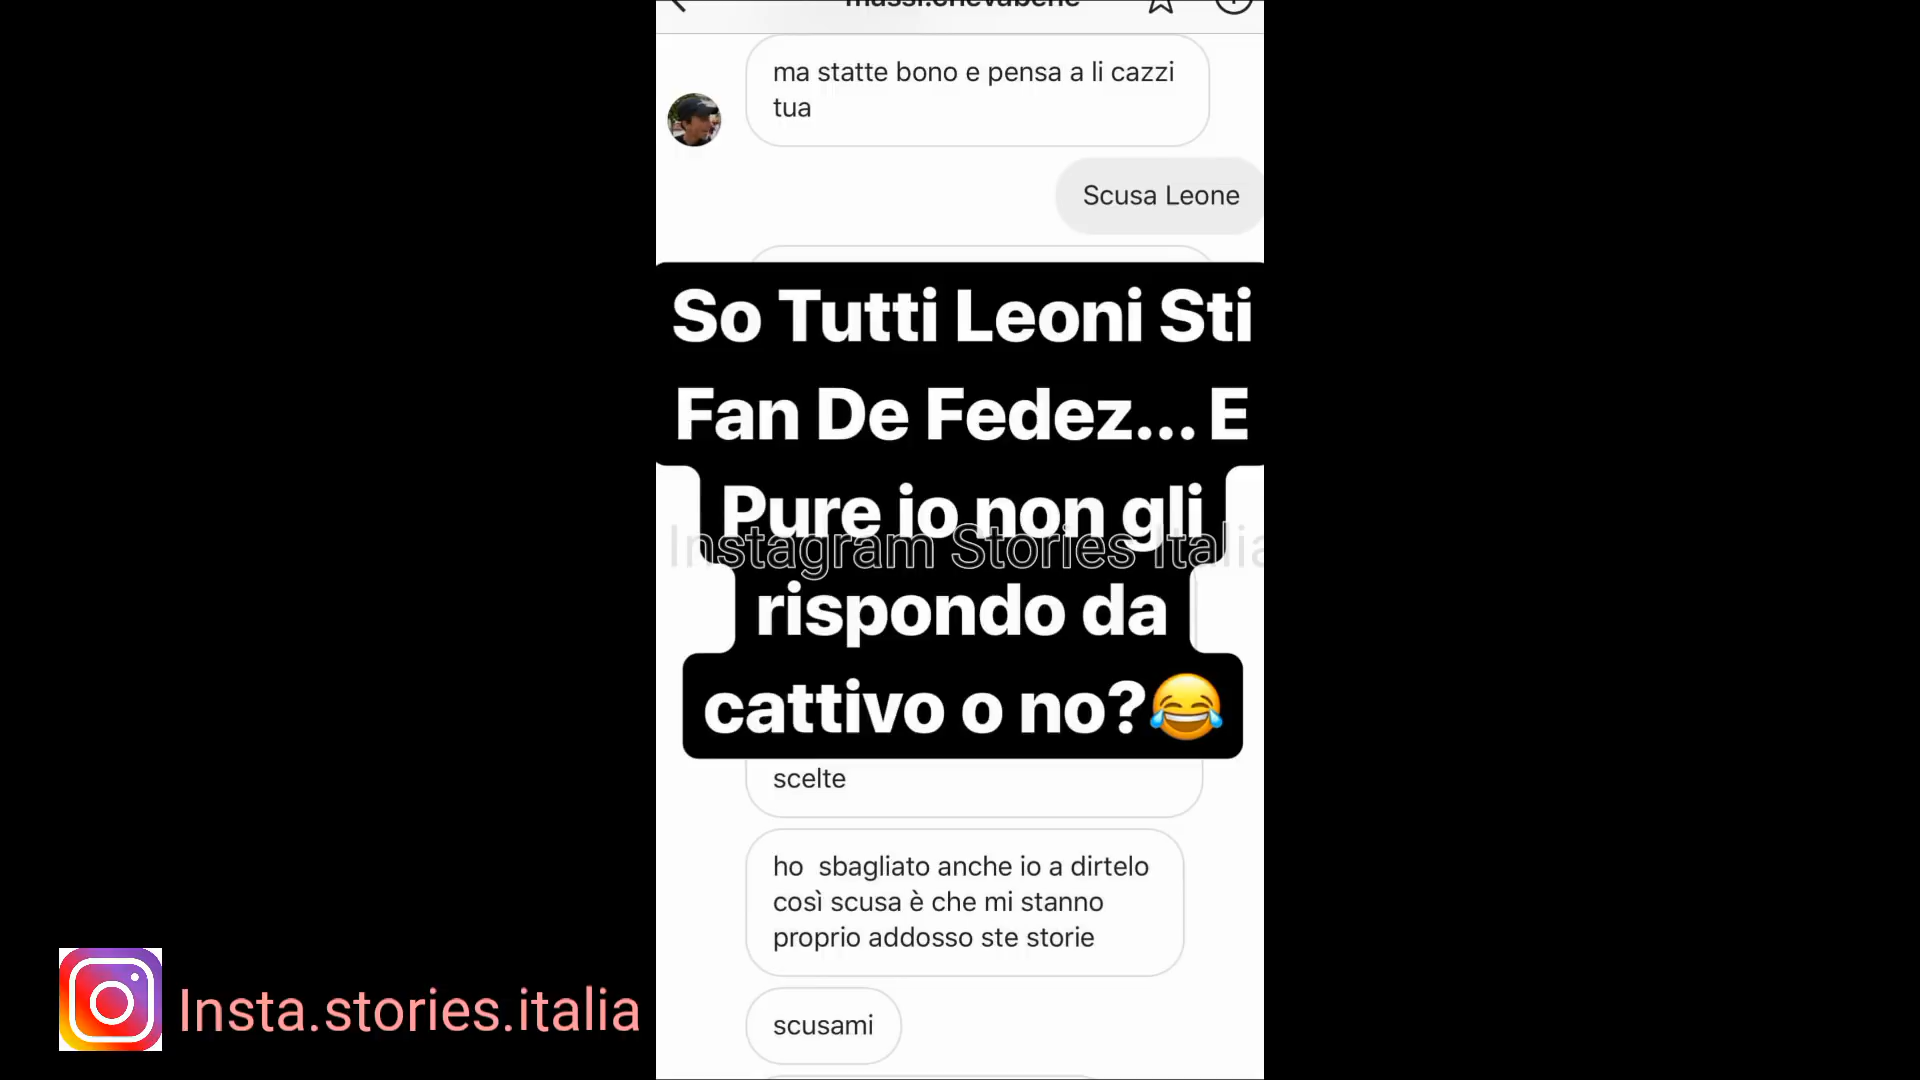 ma statte bono e pensa a li cazzi
tua
Scusa Leone
So Tutti Leoni Sti
Fan De Fedez... E
Pure io non gli
Instagram Stories Italia
rispondo da
cattivo o no?😂
scelte
ho  sbagliato anche io a dirtelo
così scusa è che mi stanno
proprio addosso ste storie
scusami
Insta.stories.italia